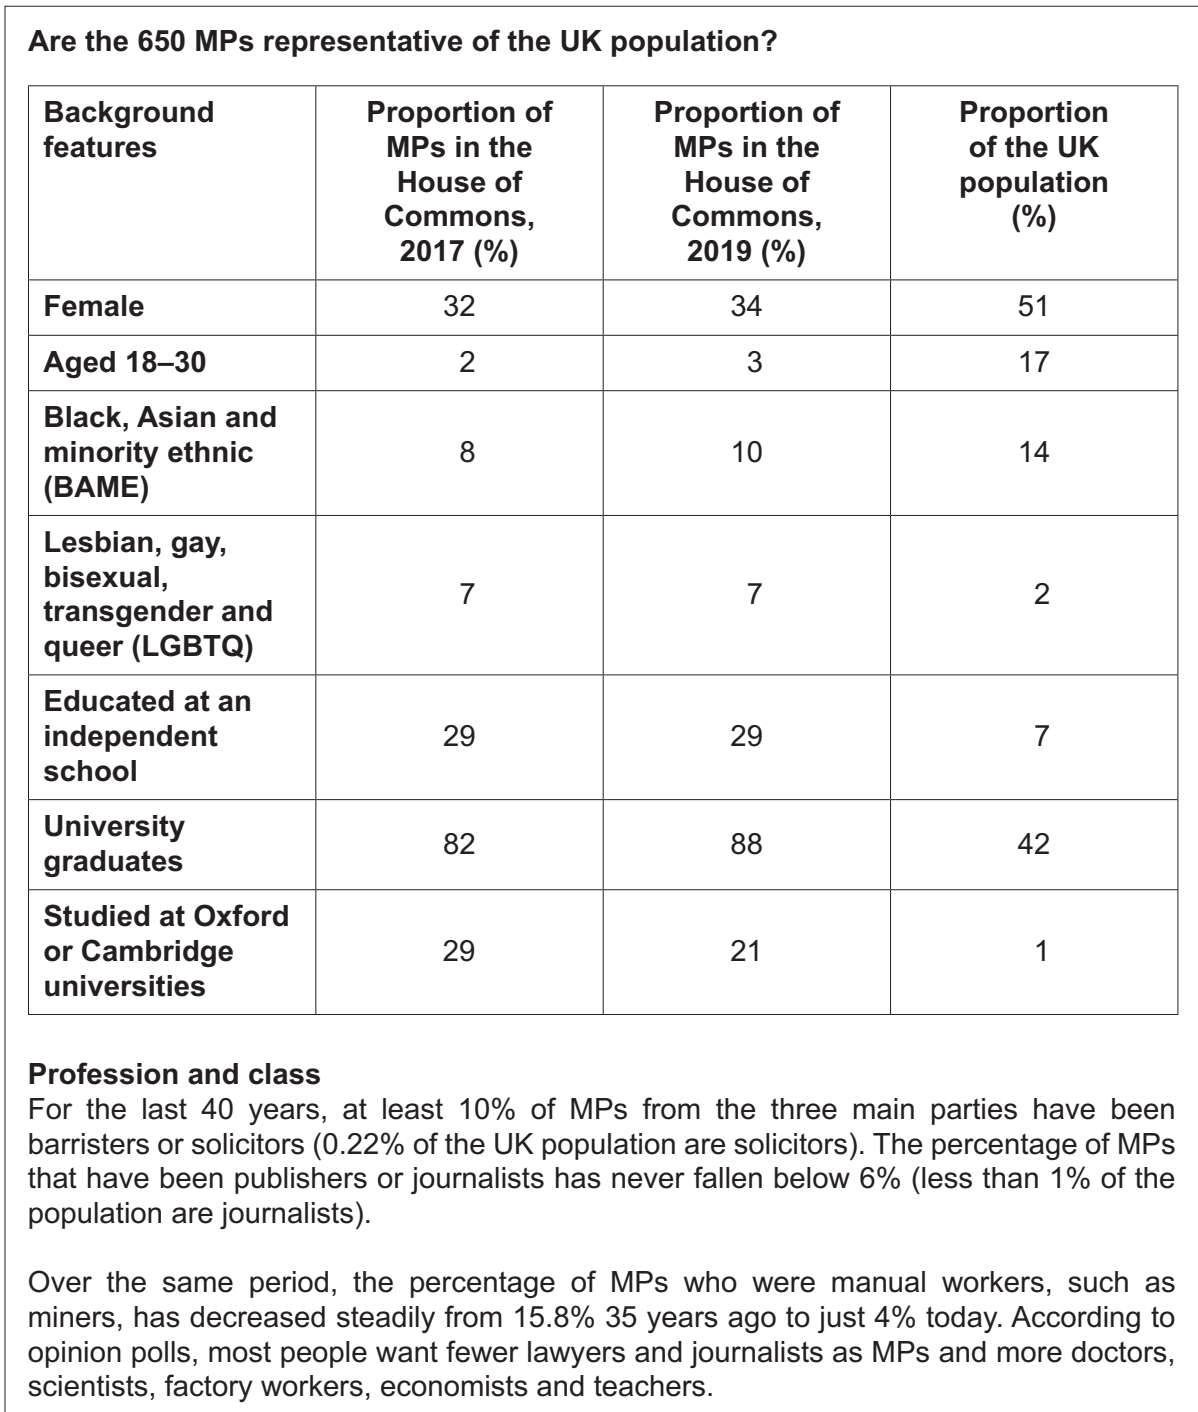 Are the 650 MPs representative of the UK population?
Background
features
Proportion of
MPs in the
House of
Commons,
2017 (%)
Proportion of
MPs in the
House of
Commons,
2019 (%)
Proportion
of the UK
population
(%)
Female
32
34
51
Aged 18–30
2
3
17
Black, Asian and
minority ethnic
(BAME)
8
10
14
Lesbian, gay,
bisexual,
transgender and
queer (LGBTQ)
7
7
2
Educated at an
independent
school
29
29
7
University
graduates
82
88
42
Studied at Oxford
or Cambridge
universities
29
21
1
Profession and class
For the last 40 years, at least 10% of MPs from the three main parties have been
barristers or solicitors (0.22% of the UK population are solicitors). The percentage of MPs
that have been publishers or journalists has never fallen below 6% (less than 1% of the
population are journalists).
Over the same period, the percentage of MPs who were manual workers, such as
miners, has decreased steadily from 15.8% 35 years ago to just 4% today. According to
opinion polls, most people want fewer lawyers and journalists as MPs and more doctors,
scientists, factory workers, economists and teachers.